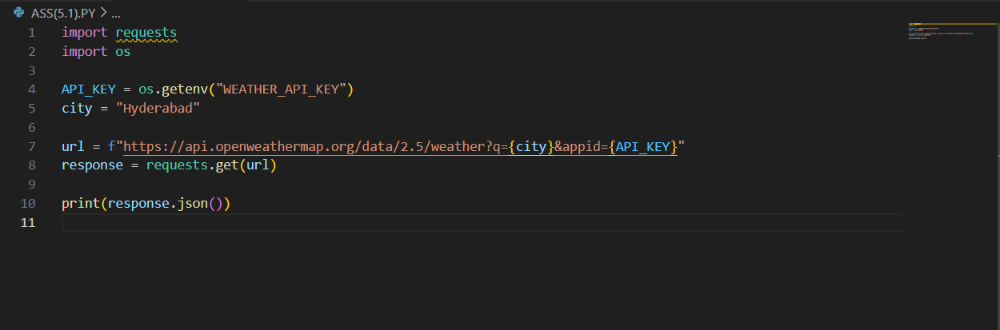 ASS(5.1).PY > ...
1 import requests
2 import os
3
4 API_KEY = os.getenv("WEATHER_API_KEY")
5 city = "Hyderabad"
6
7 url = f"https://api.openweathermap.org/data/2.5/weather?q={city}&appid={API_KEY}"
8 response = requests.get(url)
9
10 print(response.json())
11